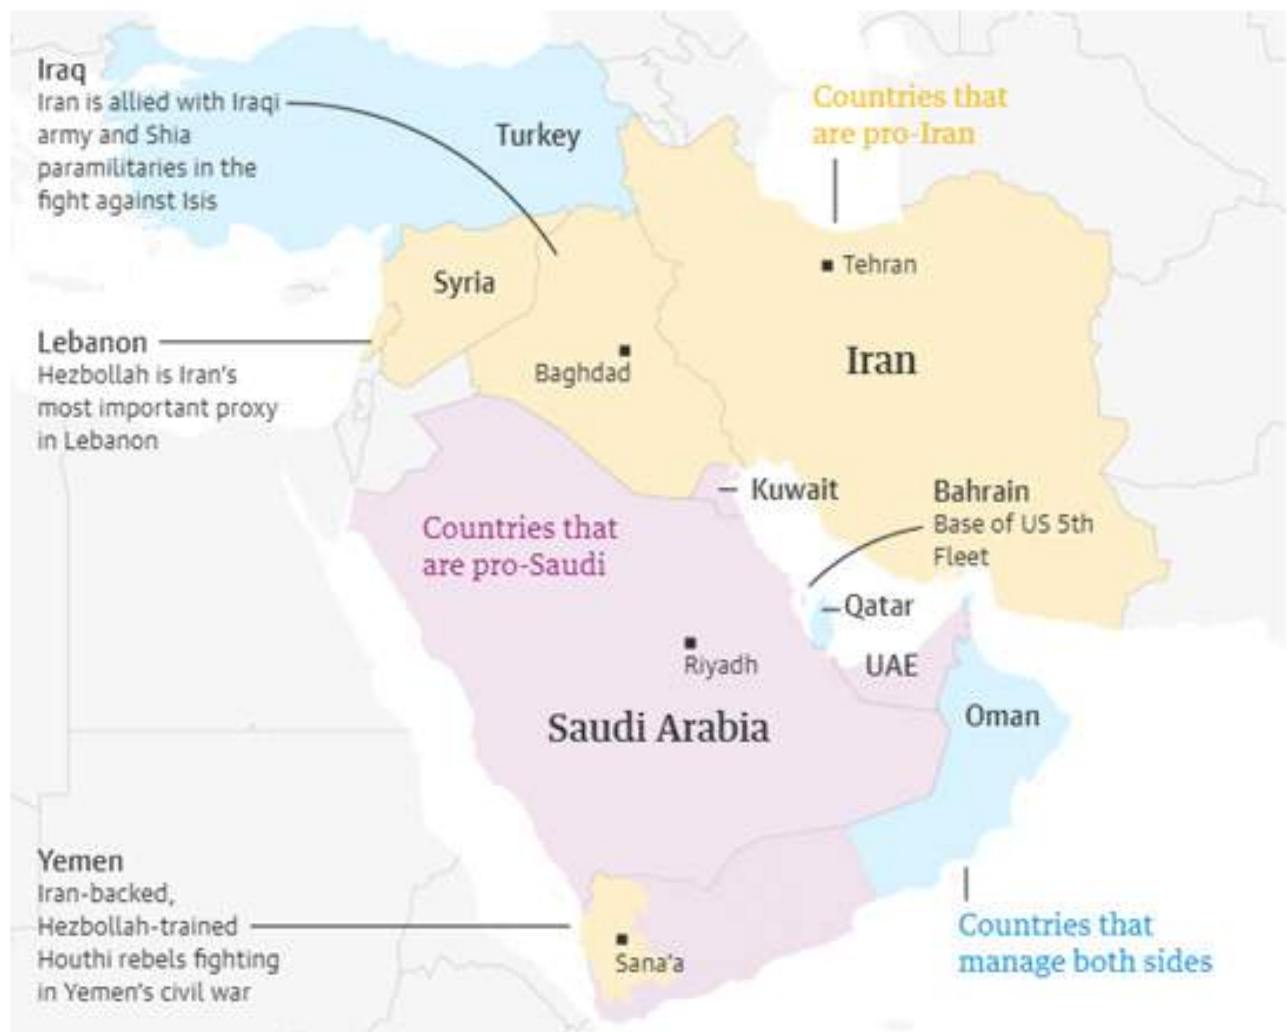 Iraq
Iran is allied with Iraqi
army and Shia
paramilitaries in the
fight against Isis
Turkey
Countries that
are pro-Iran
Tehran
Syria
Lebanon
Hezbollah is Iran's
most important proxy
in Lebanon
Baghdad
Iran
Kuwait
Bahrain
Base of US 5th
Fleet
Countries that
are pro-Saudi
Qatar
Riyadh
UAE
Saudi Arabia
Oman
Yemen
Iran-backed,
Hezbollah-trained
Houthi rebels fighting
in Yemen's civil war
Sana'a
Countries that
manage both sides